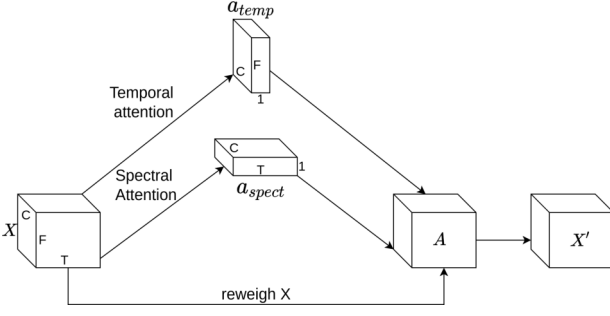 a_temp
C
F
1
Temporal
attention
C
T
1
Spectral
Attention
a_spect
X
C
F
T
A
X'
reweigh X